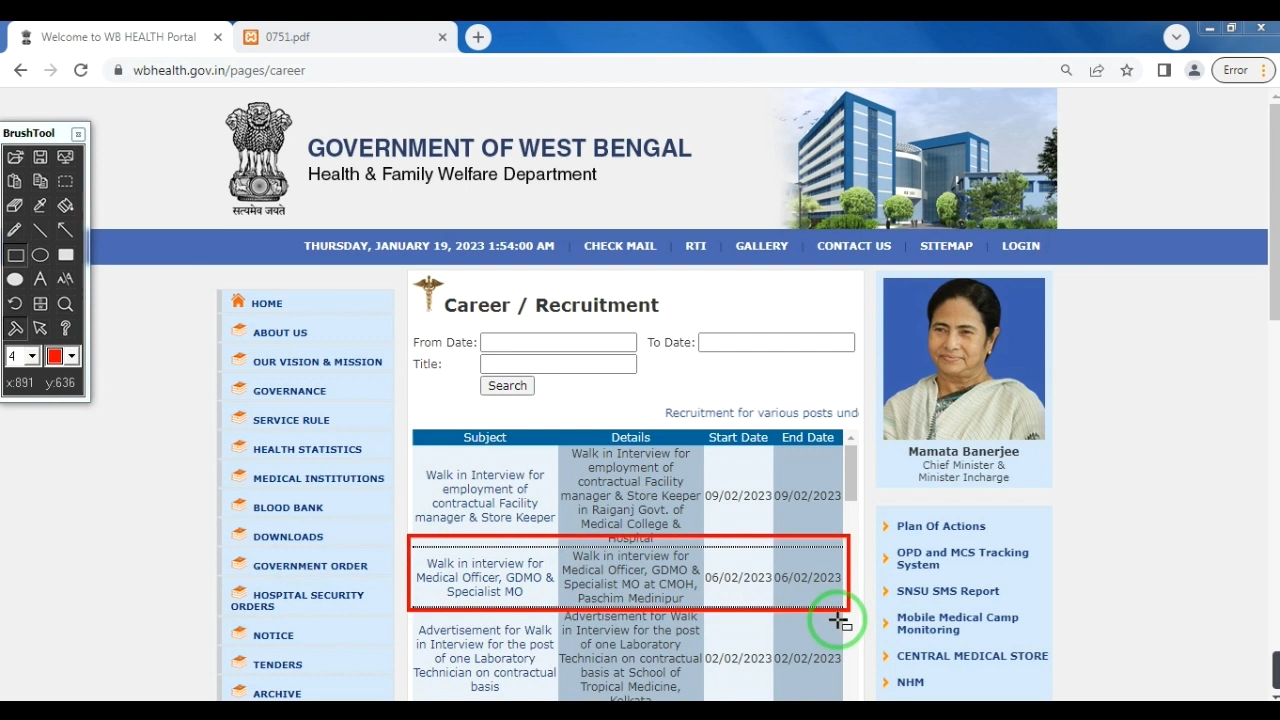 Welcome to WB HEALTH Portal
0751.pdf
wbhealth.gov.in/pages/career
Error
BrushTool
4
x:891 y:636
सत्यमेव जयते
GOVERNMENT OF WEST BENGAL
Health & Family Welfare Department
THURSDAY, JANUARY 19, 2023 1:54:00 AM
CHECK MAIL
RTI
GALLERY
CONTACT US
SITEMAP
LOGIN
HOME
ABOUT US
OUR VISION & MISSION
GOVERNANCE
SERVICE RULE
HEALTH STATISTICS
MEDICAL INSTITUTIONS
BLOOD BANK
DOWNLOADS
GOVERNMENT ORDER
HOSPITAL SECURITY
ORDERS
NOTICE
TENDERS
ARCHIVE
Career / Recruitment
From Date:
To Date:
Title:
Search
Recruitment for various posts und
Subject
Details
Start Date
End Date
Walk in Interview for
employment of
contractual Facility
manager & Store Keeper
Walk in Interview for
employment of
contractual Facility
manager & Store Keeper
in Raiganj Govt. of
Medical College &
Hospital
09/02/2023
09/02/2023
Walk in interview for
Medical Officer, GDMO &
Specialist MO
Walk in interview for
Medical Officer, GDMO &
Specialist MO at CMOH,
Paschim Medinipur
06/02/2023
06/02/2023
Advertisement for Walk
in Interview for the post
of one Laboratory
Technician on contractual
basis
Advertisement for Walk
in Interview for the post
of one Laboratory
Technician on contractual
basis at School of
Tropical Medicine,
Kolkata
02/02/2023
02/02/2023
Mamata Banerjee
Chief Minister &
Minister Incharge
Plan Of Actions
OPD and MCS Tracking
System
SNSU SMS Report
Mobile Medical Camp
Monitoring
CENTRAL MEDICAL STORE
NHM